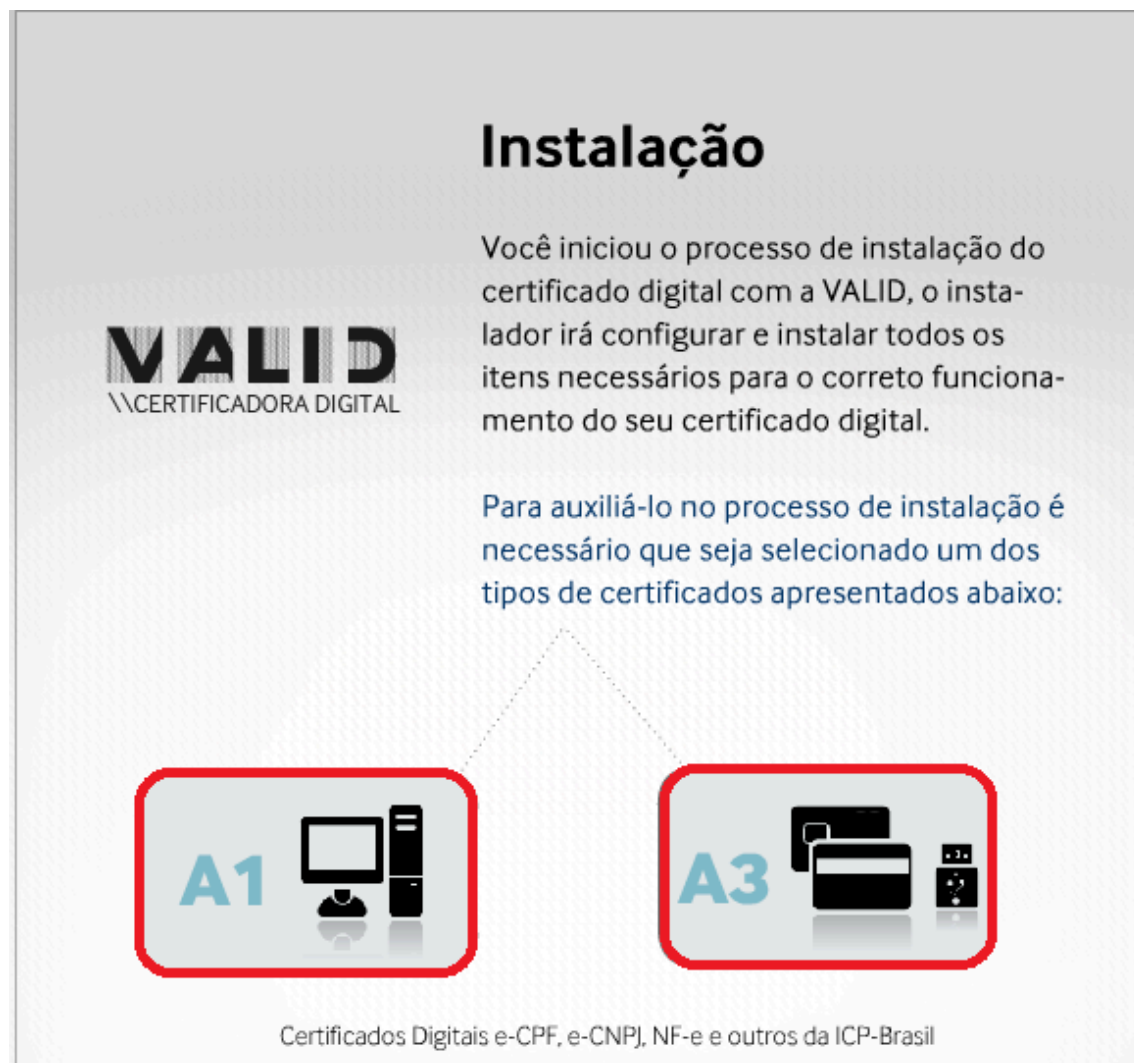 Instalação
Você iniciou o processo de instalação do
certificado digital com a VALID, o insta-
lador irá configurar e instalar todos os
itens necessários para o correto funciona-
mento do seu certificado digital.
VALID
\\CERTIFICADORA DIGITAL
Para auxiliá-lo no processo de instalação é
necessário que seja selecionado um dos
tipos de certificados apresentados abaixo:
A1
A3
Certificados Digitais e-CPF, e-CNPJ, NF-e e outros da ICP-Brasil